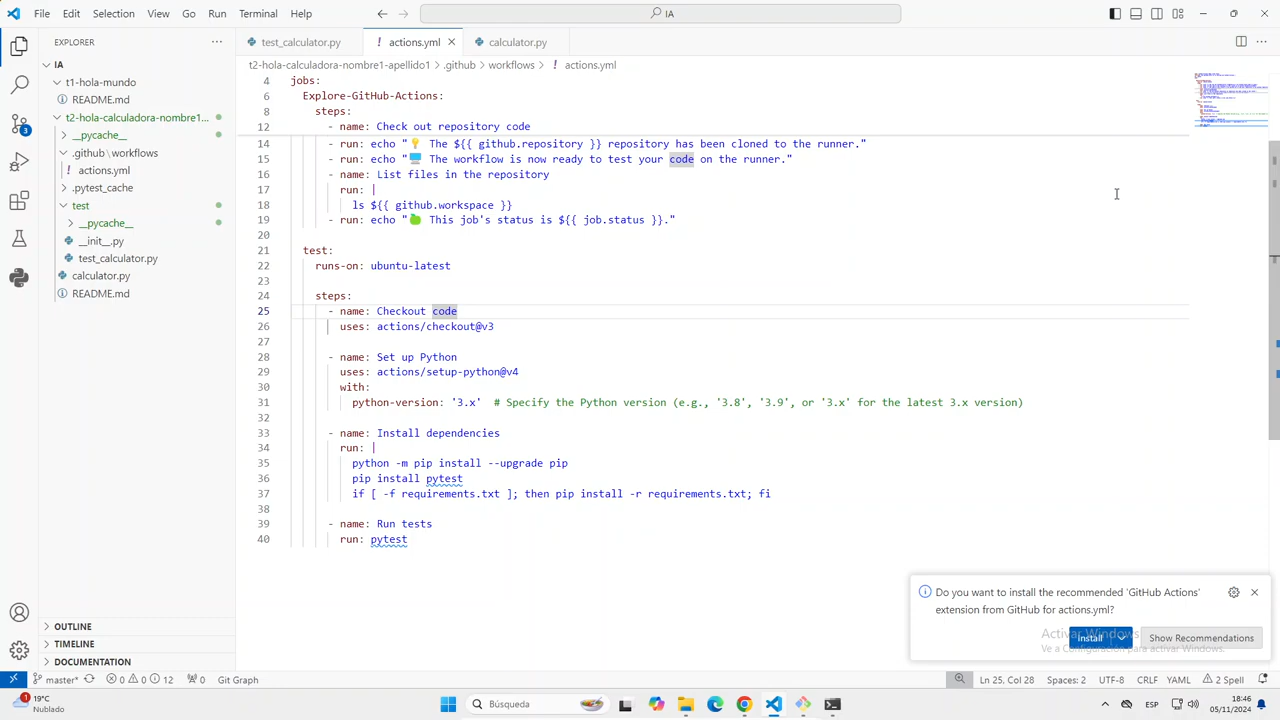 File Edit Selection View Go Run Terminal Help
IA
EXPLORER
IA
t1-hola-mundo
README.md
t2-hola-calculadora-nombre1-...
__pycache__
.github\workflows
actions.yml
.pytest_cache
test
__pycache__
__init__.py
test_calculator.py
calculator.py
README.md
OUTLINE
TIMELINE
DOCUMENTATION
3
test_calculator.py
actions.yml
calculator.py
t2-hola-calculadora-nombre1-apellido1 > .github > workflows > actions.yml
4 jobs:
6 Explore-GitHub-Actions:
8
12 - name: Check out repository code
14 - run: echo "💡 The ${{ github.repository }} repository has been cloned to the runner."
15 - run: echo "🖥️ The workflow is now ready to test your code on the runner."
16 - name: List files in the repository
17 run: |
18 ls ${{ github.workspace }}
19 - run: echo "🍏 This job's status is ${{ job.status }}."
20
21 test:
22 runs-on: ubuntu-latest
23
24 steps:
25 - name: Checkout code
26 uses: actions/checkout@v3
27
28 - name: Set up Python
29 uses: actions/setup-python@v4
30 with:
31 python-version: '3.x' # Specify the Python version (e.g., '3.8', '3.9', or '3.x' for the latest 3.x version)
32
33 - name: Install dependencies
34 run: |
35 python -m pip install --upgrade pip
36 pip install pytest
37 if [ -f requirements.txt ]; then pip install -r requirements.txt; fi
38
39 - name: Run tests
40 run: pytest
Do you want to install the recommended 'GitHub Actions'
extension from GitHub for actions.yml?
Install
Show Recommendations
Activar Windows
Ve a Configuración para activar Windows.
master* 0 0 12 0 Git Graph
Ln 25, Col 28 Spaces: 2 UTF-8 CRLF YAML 2 Spell
1
19°C
Nublado
Búsqueda
ESP
18:46
05/11/2024